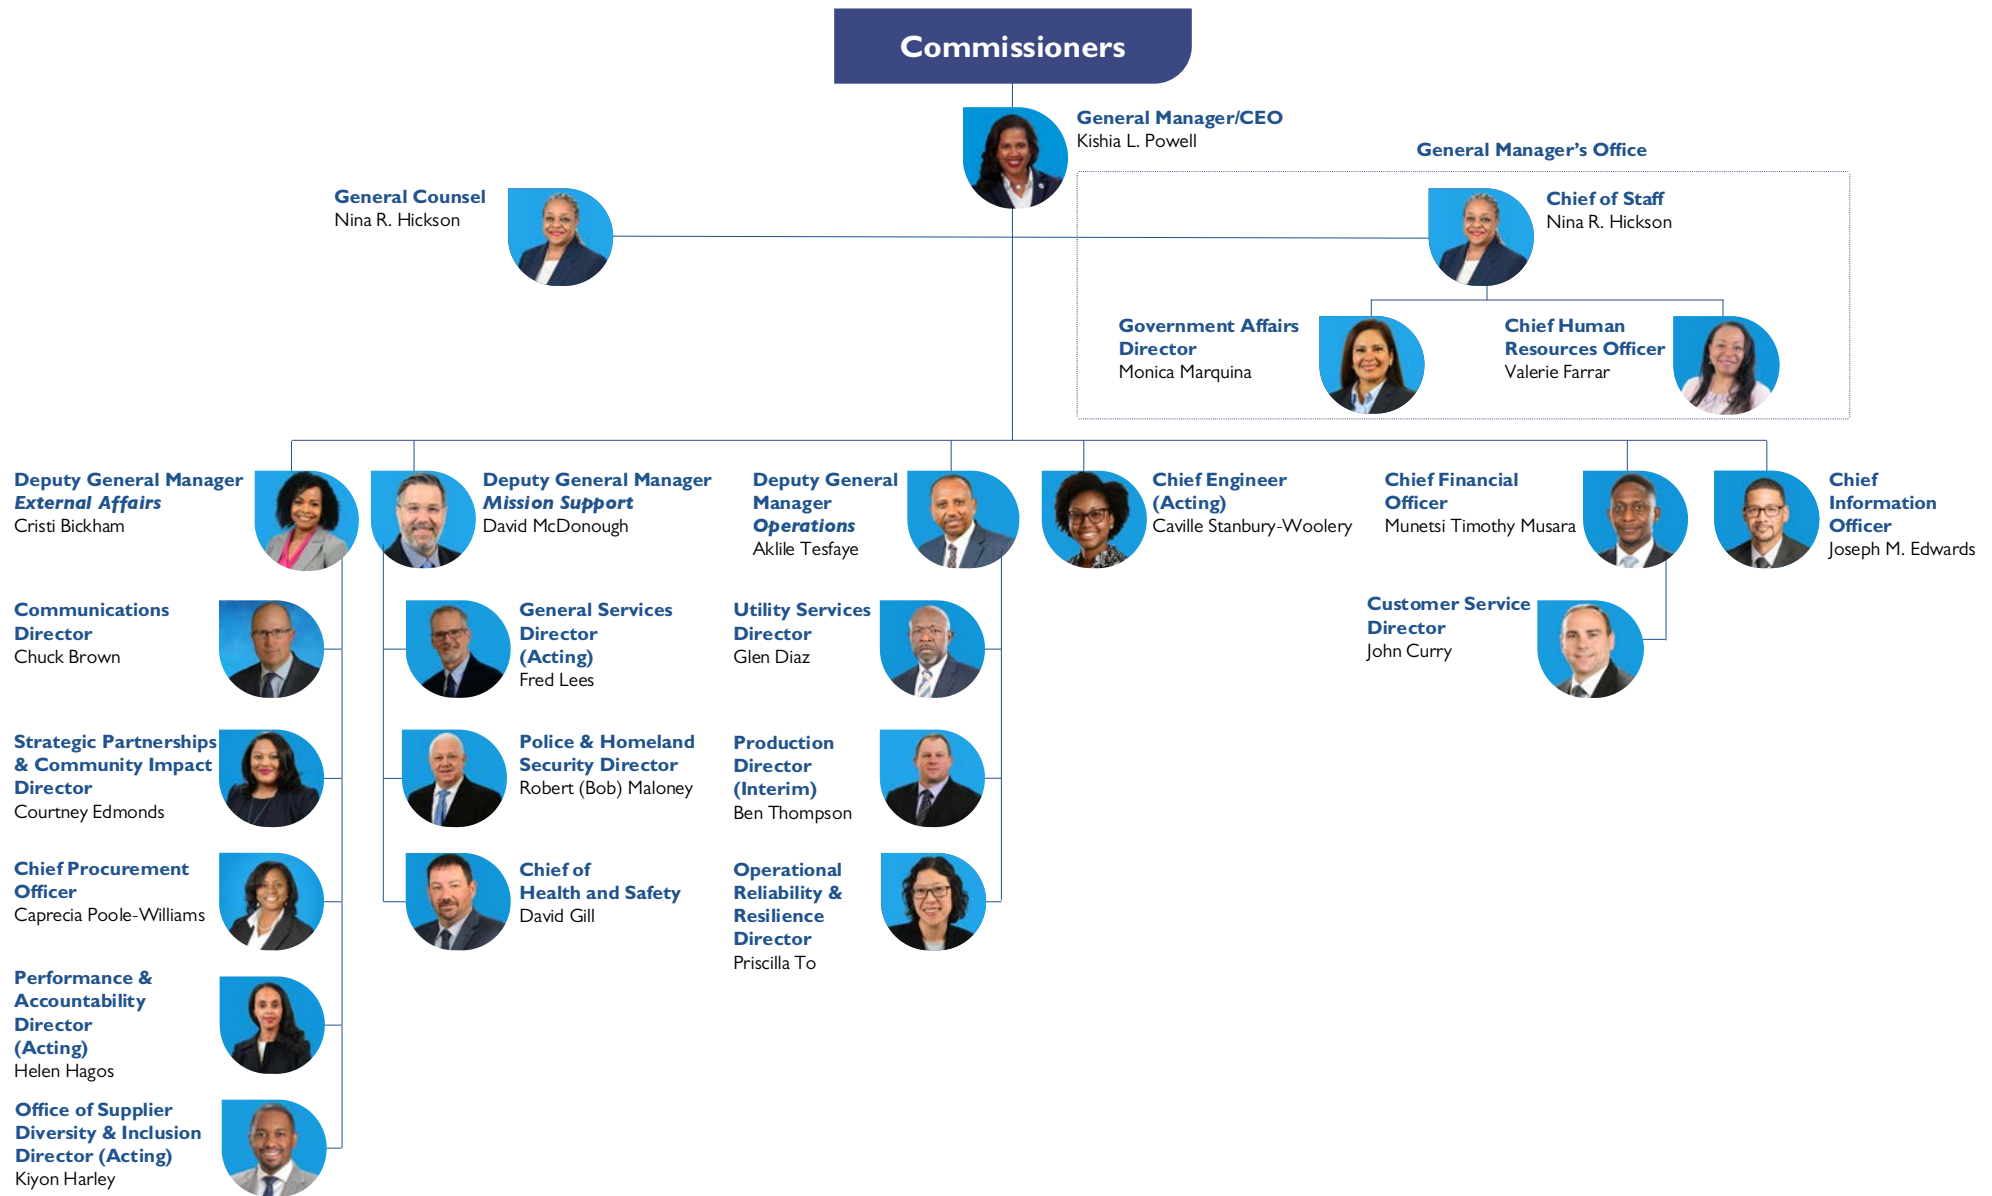 Commissioners
General Manager/CEO
Kishia L. Powell
General Manager’s Office
General Counsel
Nina R. Hickson
Chief of Staff
Nina R. Hickson
Government Affairs
Director
Monica Marquina
Chief Human
Resources Officer
Valerie Farrar
Deputy General Manager
External Affairs
Cristi Bickham
Deputy General Manager
Mission Support
David McDonough
Deputy General
Manager
Operations
Aklile Tesfaye
Chief Engineer
(Acting)
Caville Stanbury-Woolery
Chief Financial
Officer
Munetsi Timothy Musara
Chief
Information
Officer
Joseph M. Edwards
Communications
Director
Chuck Brown
General Services
Director
(Acting)
Fred Lees
Utility Services
Director
Glen Diaz
Customer Service
Director
John Curry
Strategic Partnerships
& Community Impact
Director
Courtney Edmonds
Police & Homeland
Security Director
Robert (Bob) Maloney
Production
Director
(Interim)
Ben Thompson
Chief Procurement
Officer
Caprecia Poole-Williams
Chief of
Health and Safety
David Gill
Operational
Reliability &
Resilience
Director
Priscilla To
Performance &
Accountability
Director
(Acting)
Helen Hagos
Office of Supplier
Diversity & Inclusion
Director (Acting)
Kiyon Harley